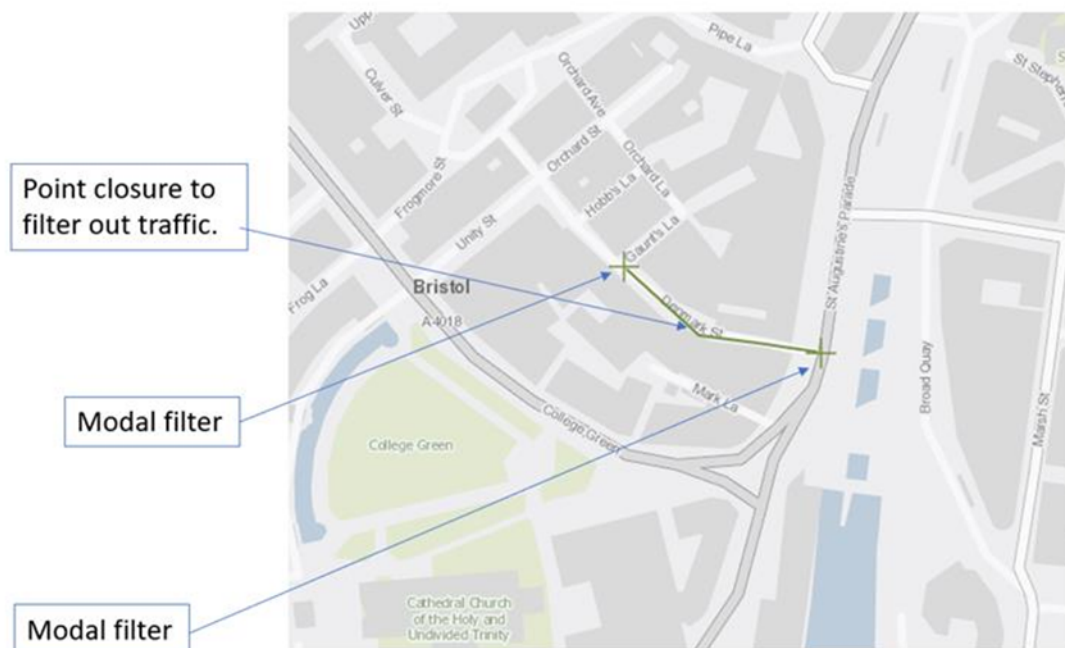 Upp
Pipe La
St Stephen
S
Culver St
Orchard Ave
Orchard St
Orchard La
Frogmore St
Hobb's La
Point closure to
filter out traffic.
Unity St
Gaunt's La
St Augustine's Parade
Frog La
Bristol
A4018
Denmark St
Mark La
Broad Quay
Marsh St
Modal filter
College Green
College Green
Cathedral Church
of the Holy and
Undivided Trinity
Modal filter